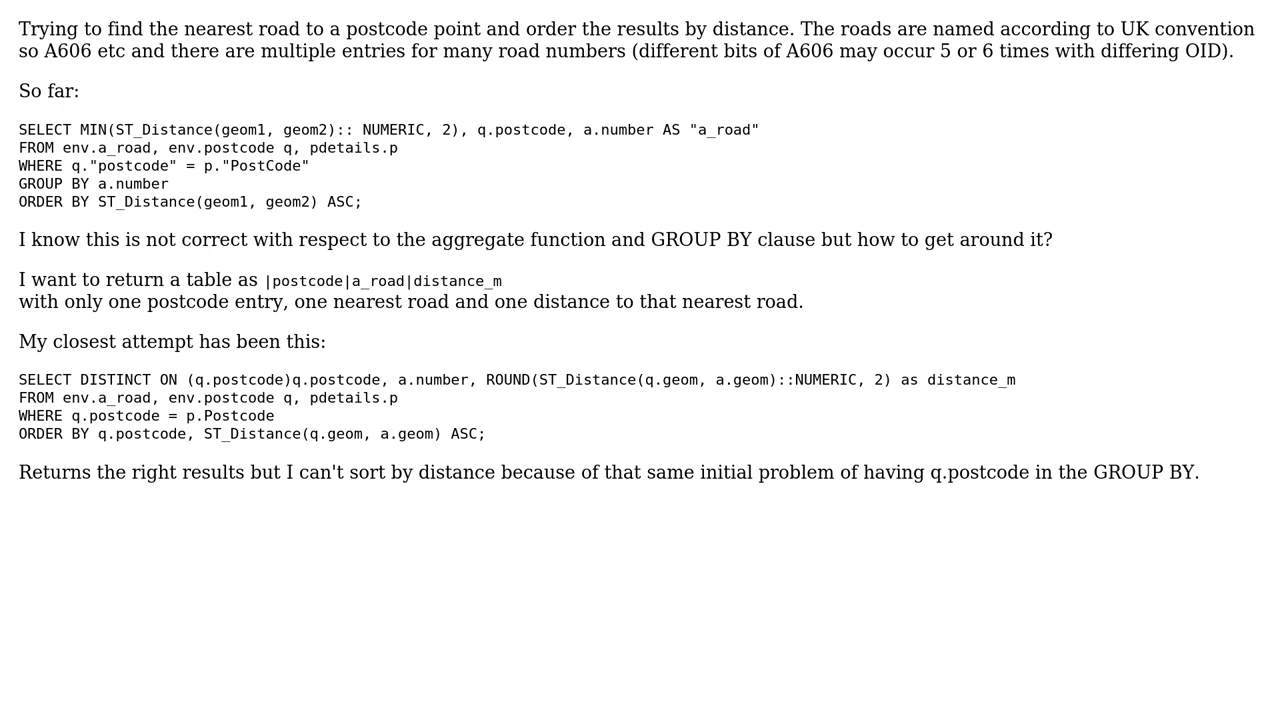 Trying to find the nearest road to a postcode point and order the results by distance. The roads are named according to UK convention
so A606 etc and there are multiple entries for many road numbers (different bits of A606 may occur 5 or 6 times with differing OID).
So far:
SELECT MIN(ST_Distance(geom1, geom2):: NUMERIC, 2), q.postcode, a.number AS "a_road"
FROM env.a_road, env.postcode q, pdetails.p
WHERE q."postcode" = p."PostCode"
GROUP BY a.number
ORDER BY ST_Distance(geom1, geom2) ASC;
I know this is not correct with respect to the aggregate function and GROUP BY clause but how to get around it?
I want to return a table as |postcode|a_road|distance_m
with only one postcode entry, one nearest road and one distance to that nearest road.
My closest attempt has been this:
SELECT DISTINCT ON (q.postcode)q.postcode, a.number, ROUND(ST_Distance(q.geom, a.geom)::NUMERIC, 2) as distance_m
FROM env.a_road, env.postcode q, pdetails.p
WHERE q.postcode = p.Postcode
ORDER BY q.postcode, ST_Distance(q.geom, a.geom) ASC;
Returns the right results but I can't sort by distance because of that same initial problem of having q.postcode in the GROUP BY.